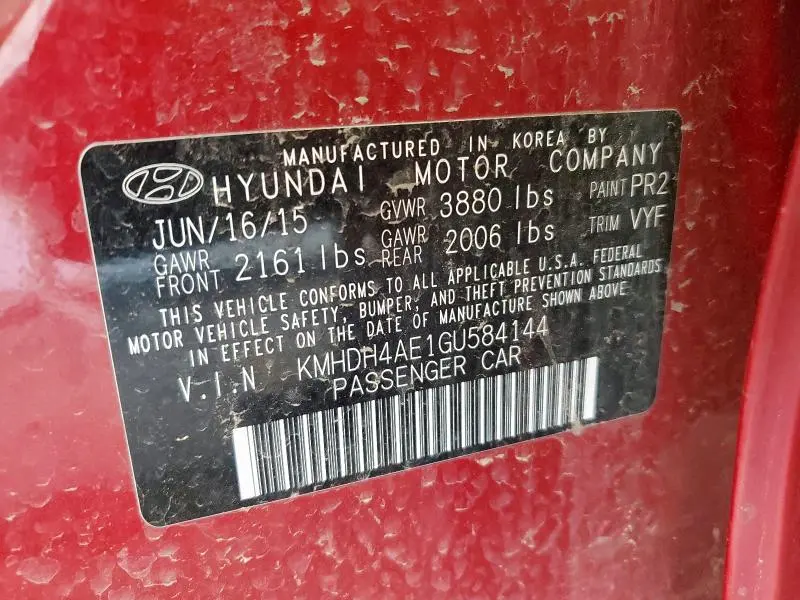 MANUFACTURED IN KOREA BY
HYUNDAI MOTOR COMPANY
JUN/16/15 GVWR 3880 lbs PAINT PR2
GAWR FRONT 2161 lbs GAWR REAR 2006 lbs TRIM VYF
THIS VEHICLE CONFORMS TO ALL APPLICABLE U.S.A. FEDERAL
MOTOR VEHICLE SAFETY, BUMPER, AND THEFT PREVENTION STANDARDS
IN EFFECT ON THE DATE OF MANUFACTURE SHOWN ABOVE
V.I.N KMHDH4AE1GU584144
PASSENGER CAR